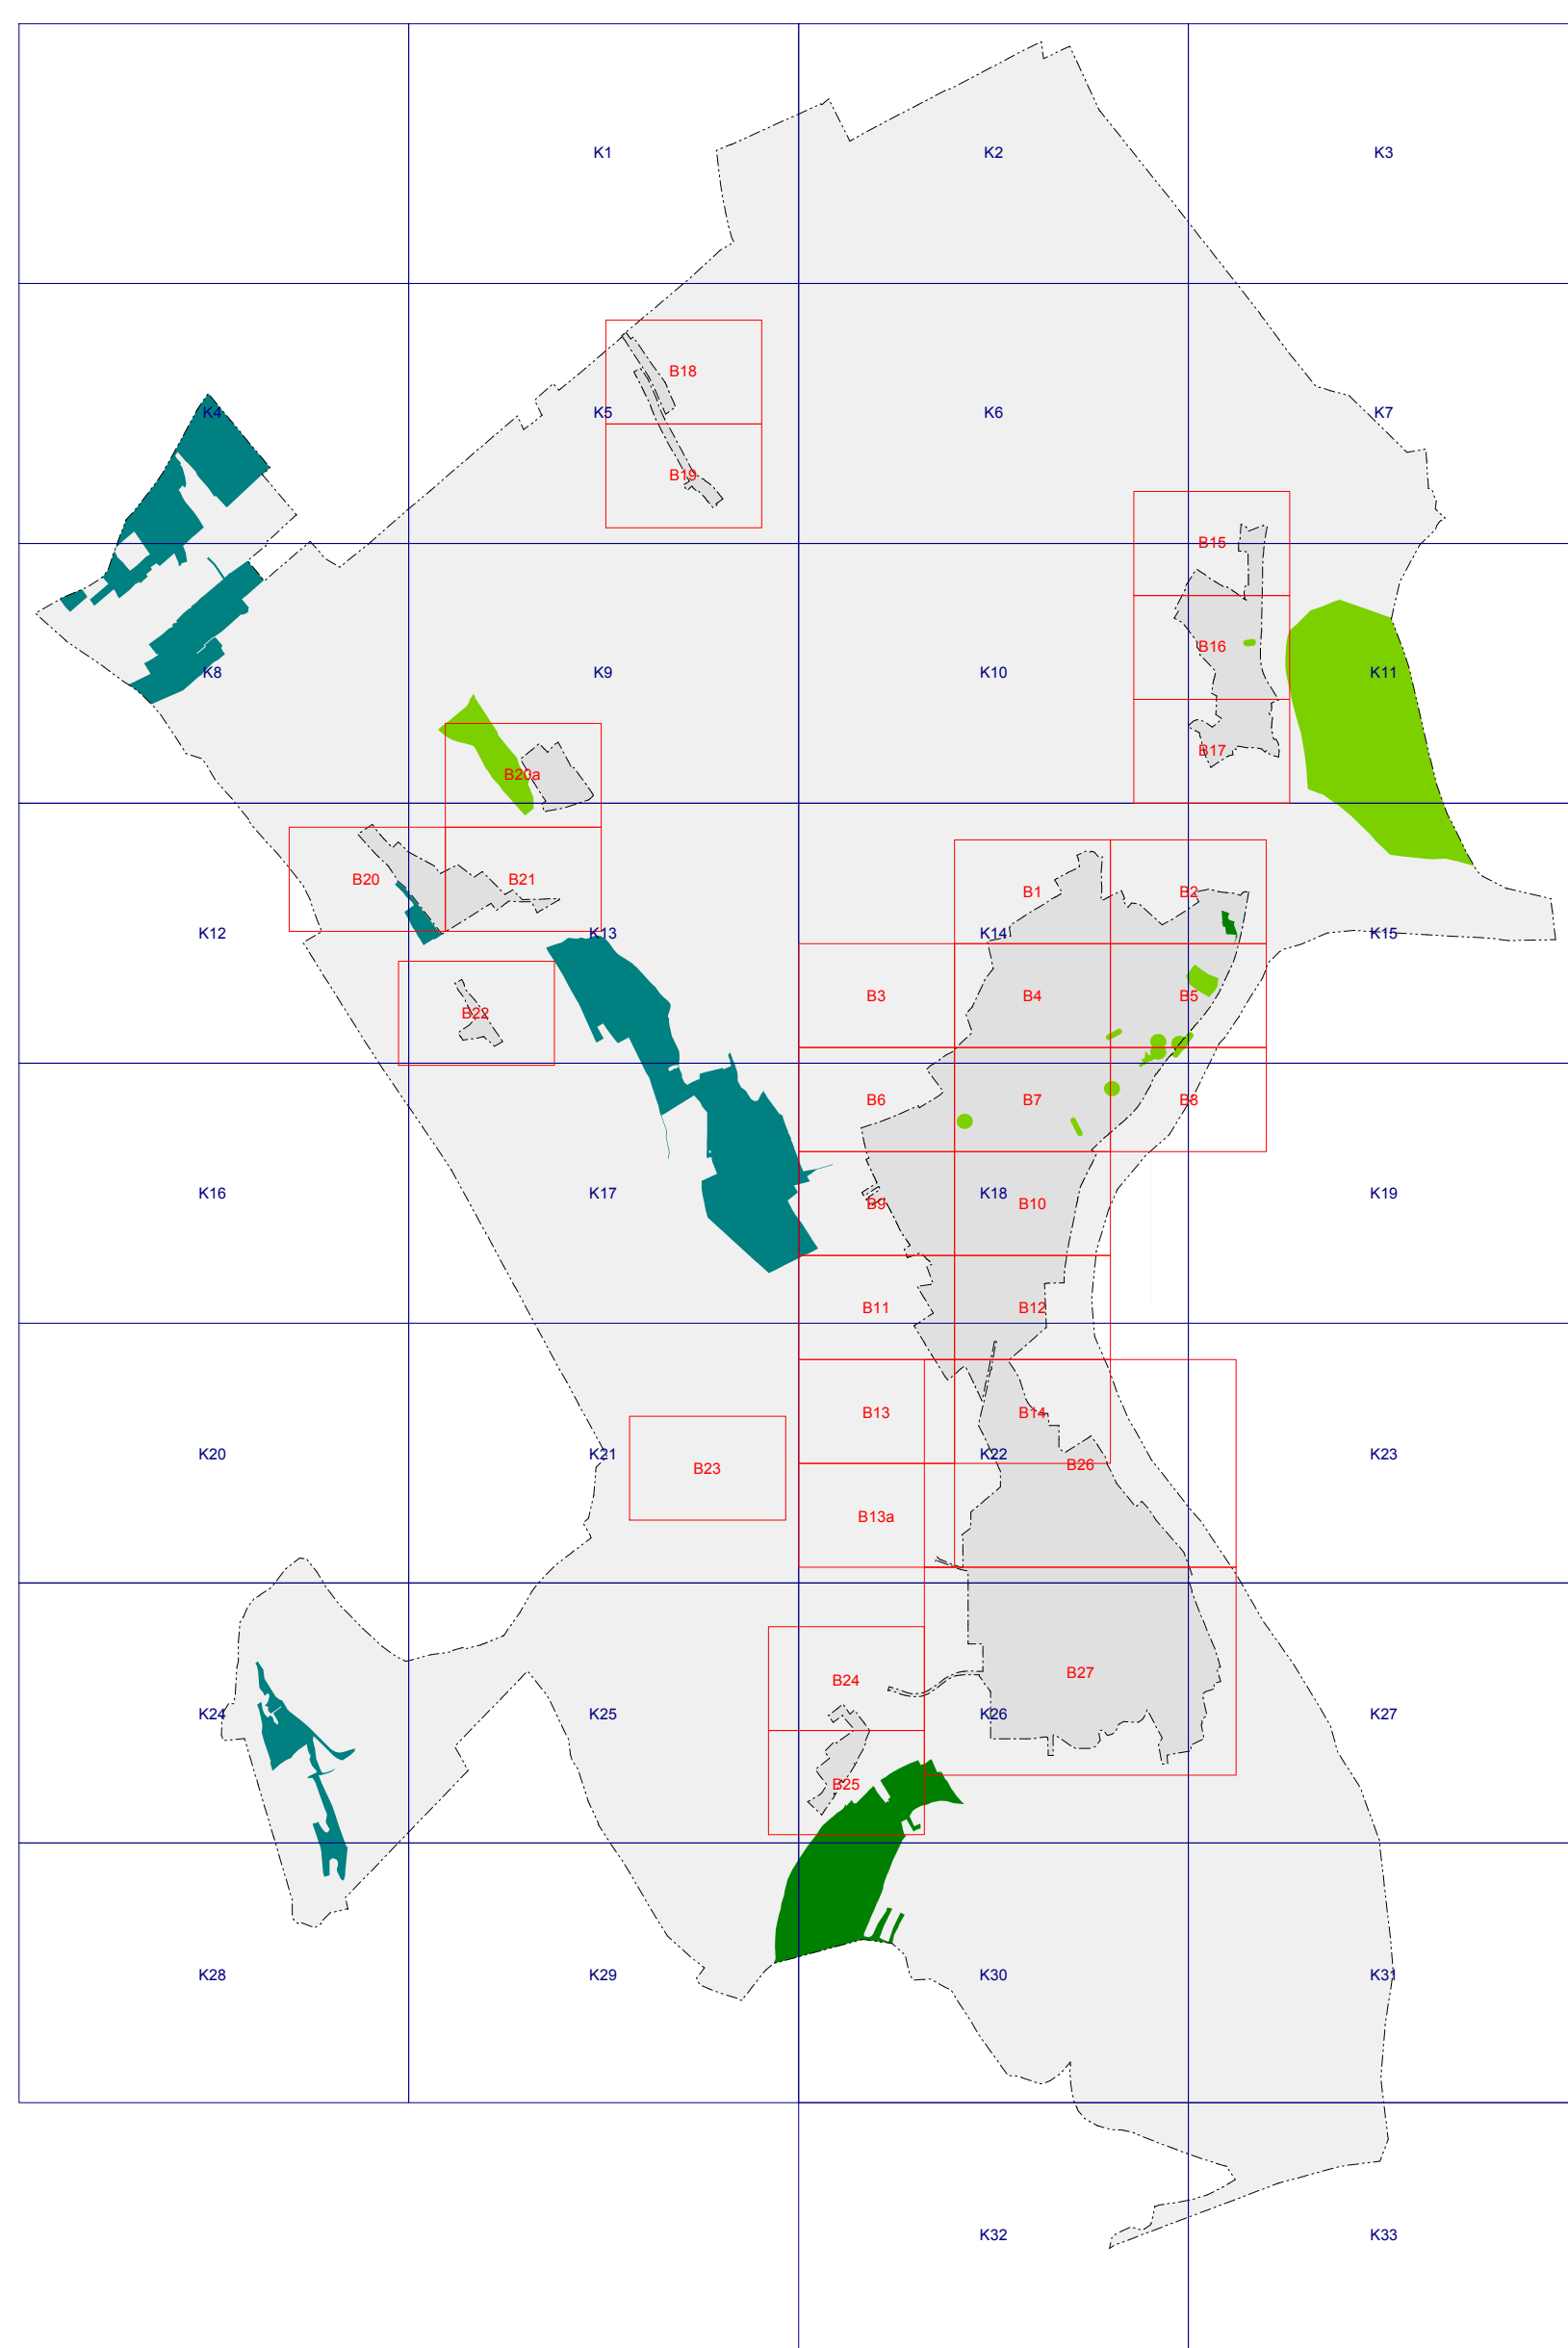 K1 K2 K3
B18
K4 K5 K6 K7
B19
B15
B16
K8 K9 K10 K11
B17
B20a
B20 B21 B1 B2
K12 K13 K14 K15
B3 B4 B5
B22
B6 B7 B8
K16 K17 K18 K19
B9 B10
B11 B12
B13 B14
K20 K21 K22 K23
B23 B26
B13a
B24 B27
K24 K25 K26 K27
B25
K28 K29 K30 K31
K32 K33